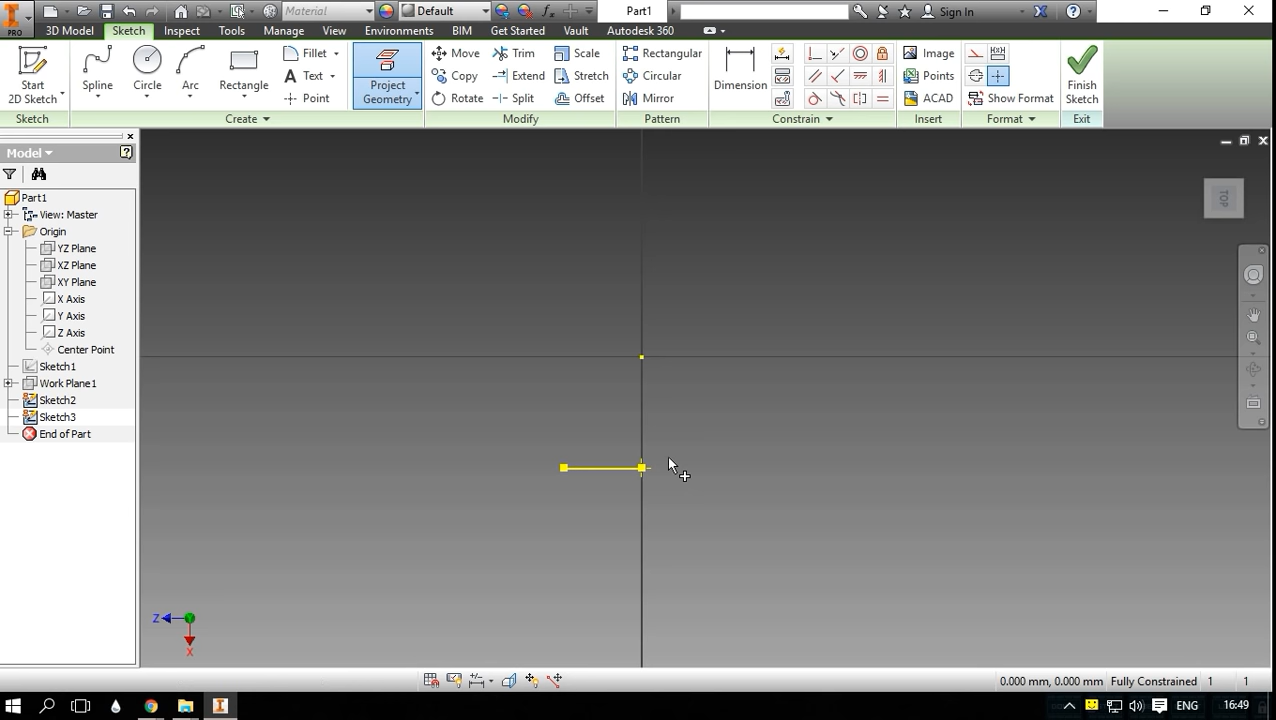 PRO
Material
Default
Part1
Sign In
3D Model Sketch Inspect Tools Manage View Environments BIM Get Started Vault Autodesk 360
Start
2D Sketch
Spline
Circle
Arc
Rectangle
Fillet
Text
Point
Project
Geometry
Move
Copy
Rotate
Trim
Extend
Split
Scale
Stretch
Offset
Rectangular
Circular
Mirror
Dimension
Image
Points
ACAD
Show Format
Finish
Sketch
Sketch Create Modify Pattern Constrain Insert Format Exit
Model
Part1
View: Master
Origin
YZ Plane
XZ Plane
XY Plane
X Axis
Y Axis
Z Axis
Center Point
Sketch1
Work Plane1
Sketch2
Sketch3
End of Part
TOP
Z
X
0.000 mm, 0.000 mm Fully Constrained 1 1
ENG 16:49